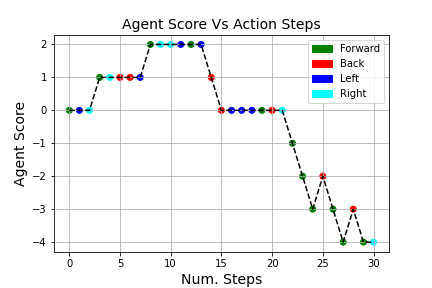 Agent Score Vs Action Steps
2
1
0
−1
−2
−3
−4
Agent Score
Forward
Back
Left
Right
0 5 10 15 20 25 30
Num. Steps